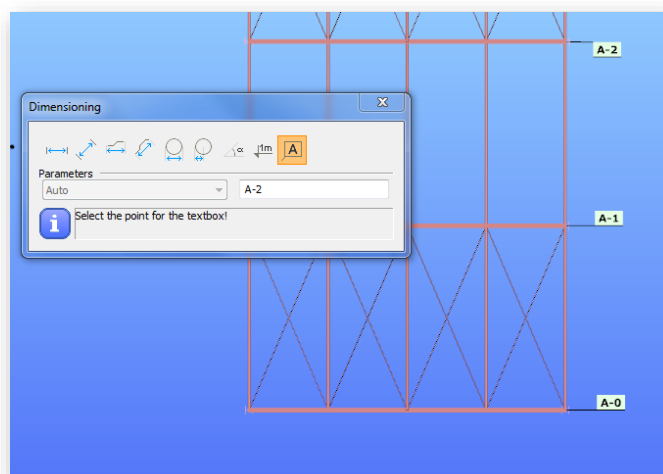 A-2
Dimensioning
α
1m
A
Parameters
Auto
A-2
i
Select the point for the textbox!
A-1
A-0